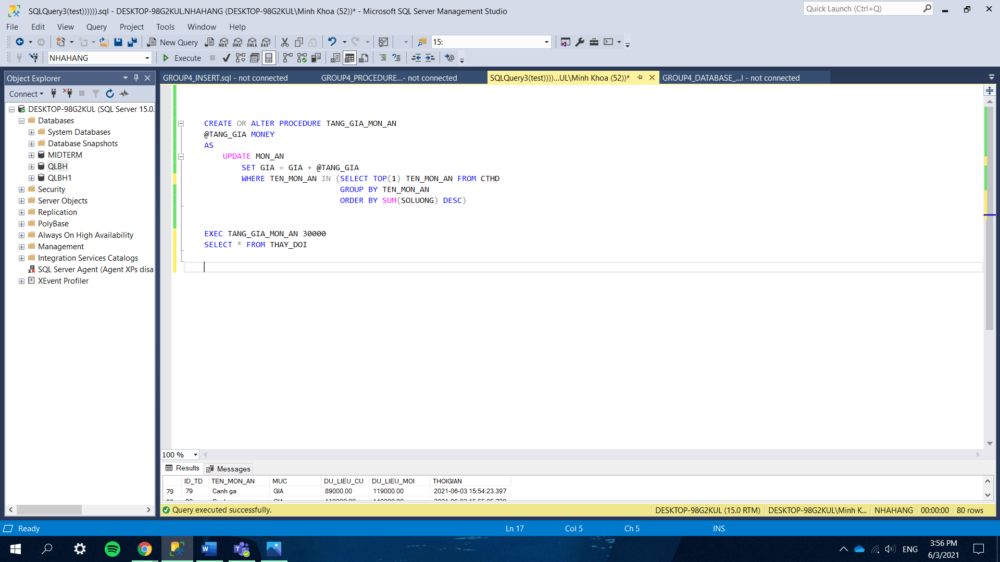 SQLQuery3(test)))))).sql - DESKTOP-98G2KUL.NHAHANG (DESKTOP-98G2KUL\Minh Khoa (52))* - Microsoft SQL Server Management Studio
Quick Launch (Ctrl+Q)
File Edit View Query Project Tools Window Help
New Query MDX DMX XMLA DAX 15:
NHAHANG Execute
Object Explorer
GROUP4_INSERT.sql - not connected GROUP4_PROCEDURE...- not connected SQLQuery3(test))))...UL\Minh Khoa (52))* GROUP4_DATABASE_...l - not connected
Connect
DESKTOP-98G2KUL (SQL Server 15.0.
Databases
System Databases
Database Snapshots
MIDTERM
QLBH
QLBH1
Security
Server Objects
Replication
PolyBase
Always On High Availability
Management
Integration Services Catalogs
SQL Server Agent (Agent XPs disa
XEvent Profiler
CREATE OR ALTER PROCEDURE TANG_GIA_MON_AN
@TANG_GIA MONEY
AS
UPDATE MON_AN
SET GIA = GIA + @TANG_GIA
WHERE TEN_MON_AN IN (SELECT TOP(1) TEN_MON_AN FROM CTHD
GROUP BY TEN_MON_AN
ORDER BY SUM(SOLUONG) DESC)
EXEC TANG_GIA_MON_AN 30000
SELECT * FROM THAY_DOI
100 %
Results Messages
ID_TD TEN_MON_AN MUC DU_LIEU_CU DU_LIEU_MOI THOIGIAN
79 79 Canh ga GIA 89000.00 119000.00 2021-06-03 15:54:23.397
Query executed successfully. DESKTOP-98G2KUL (15.0 RTM) DESKTOP-98G2KUL\Minh K... NHAHANG 00:00:00 80 rows
Ready Ln 17 Col 5 Ch 5 INS
ENG
3:56 PM
6/3/2021